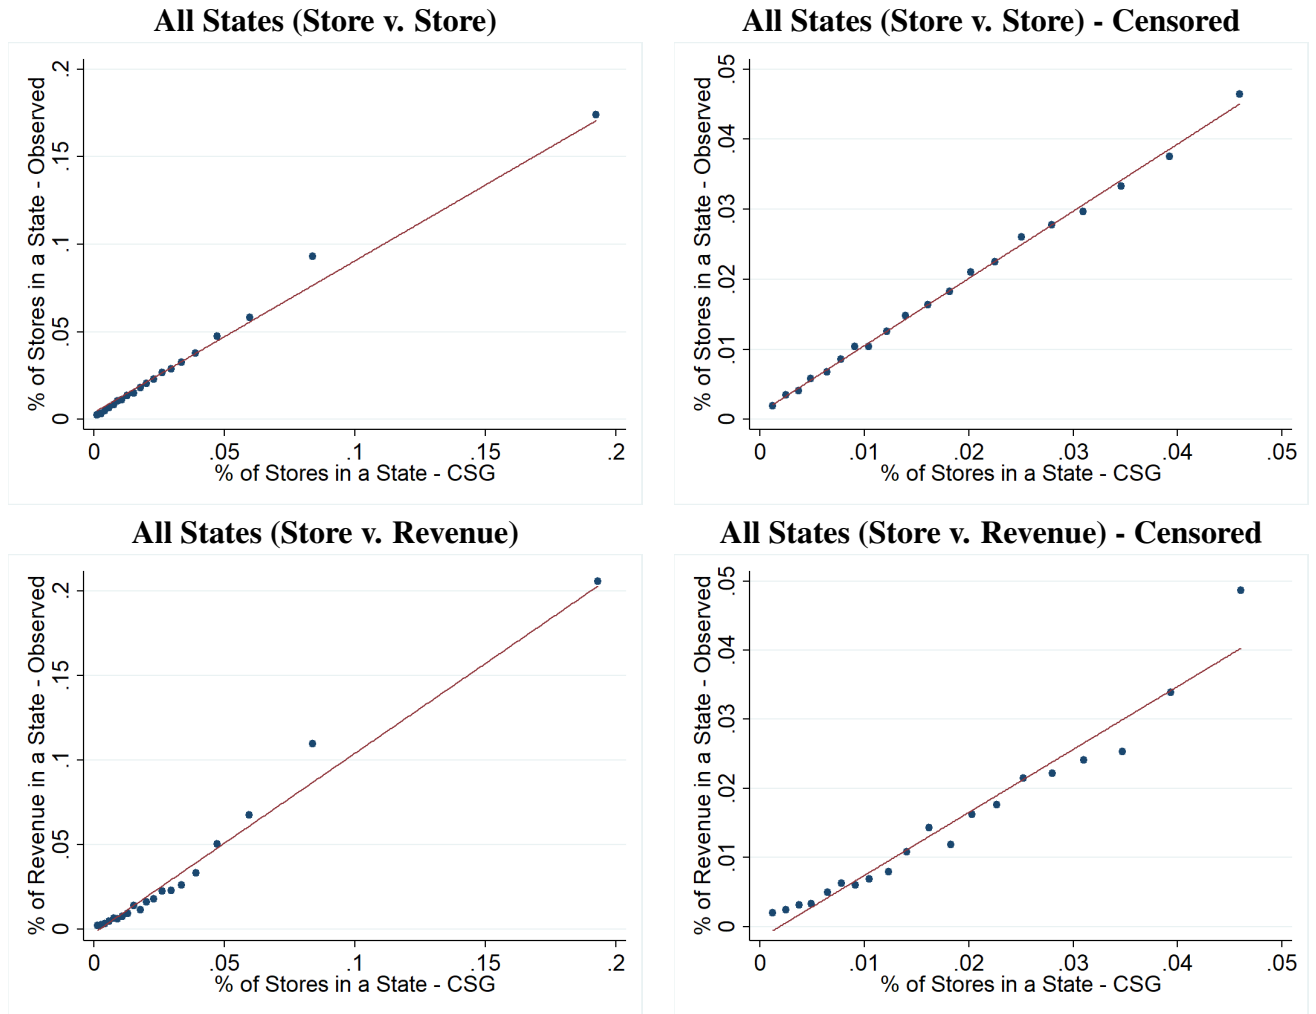 All States (Store v. Store)
% of Stores in a State - Observed
.2
.15
.1
.05
0
0 .05 .1 .15 .2
% of Stores in a State - CSG
All States (Store v. Store) - Censored
% of Stores in a State - Observed
.05
.04
.03
.02
.01
0
0 .01 .02 .03 .04 .05
% of Stores in a State - CSG
All States (Store v. Revenue)
% of Revenue in a State - Observed
.2
.15
.1
.05
0
0 .05 .1 .15 .2
% of Stores in a State - CSG
All States (Store v. Revenue) - Censored
% of Revenue in a State - Observed
.05
.04
.03
.02
.01
0
0 .01 .02 .03 .04 .05
% of Stores in a State - CSG